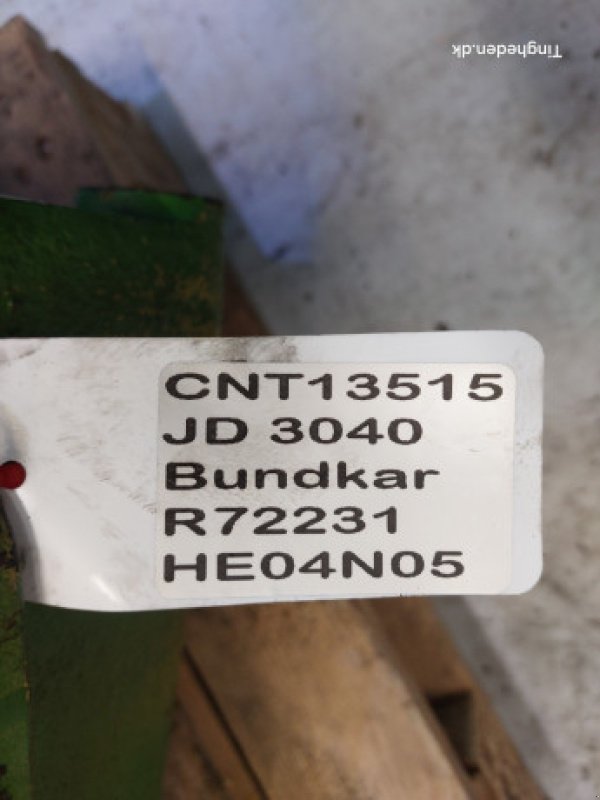 Tingheden.dk
CNT13515
JD 3040
Bundkar
R72231
HE04N05